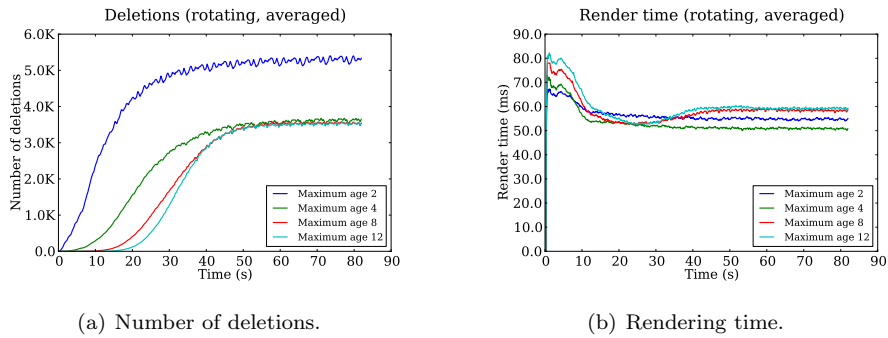 Deletions (rotating, averaged)
6.0K
5.0K
4.0K
3.0K
2.0K
1.0K
0.0
Number of deletions
Maximum age 2
Maximum age 4
Maximum age 8
Maximum age 12
0 10 20 30 40 50 60 70 80 90
Time (s)
(a) Number of deletions.
Render time (rotating, averaged)
90.0
80.0
70.0
60.0
50.0
40.0
30.0
20.0
10.0
0.0
Render time (ms)
Maximum age 2
Maximum age 4
Maximum age 8
Maximum age 12
0 10 20 30 40 50 60 70 80 90
Time (s)
(b) Rendering time.